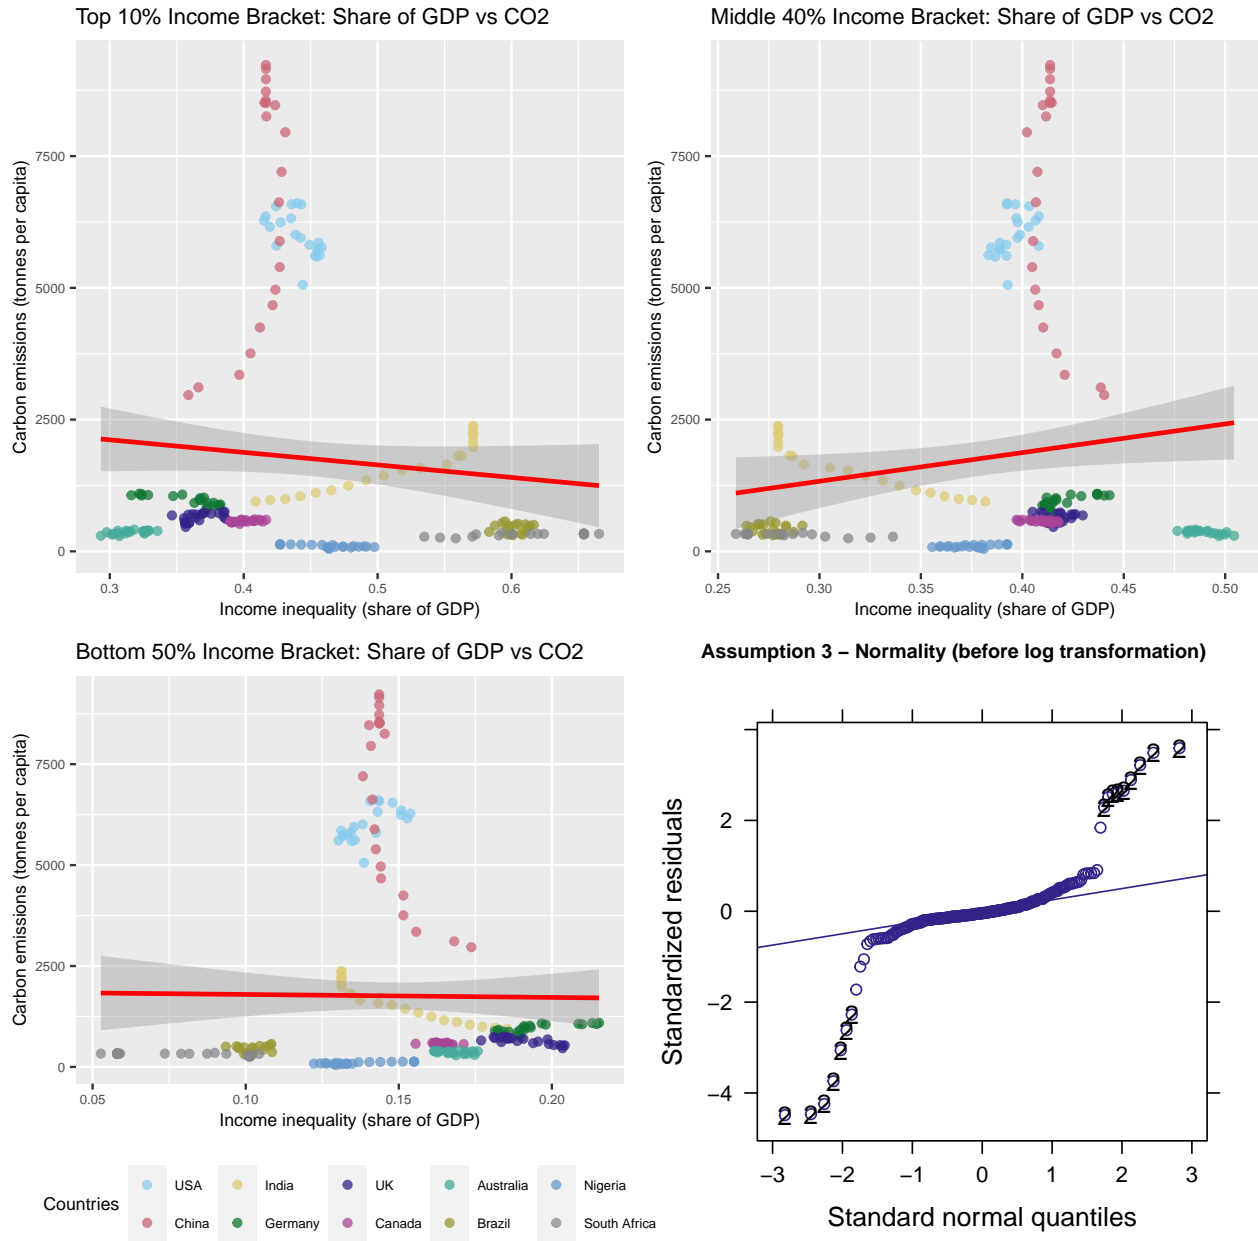 Top 10% Income Bracket: Share of GDP vs CO2
Carbon emissions (tonnes per capita)
7500
5000
2500
0
0.3 0.4 0.5 0.6
Income inequality (share of GDP)
Middle 40% Income Bracket: Share of GDP vs CO2
Carbon emissions (tonnes per capita)
7500
5000
2500
0
0.25 0.30 0.35 0.40 0.45 0.50
Income inequality (share of GDP)
Bottom 50% Income Bracket: Share of GDP vs CO2
Carbon emissions (tonnes per capita)
7500
5000
2500
0
0.05 0.10 0.15 0.20
Income inequality (share of GDP)
Assumption 3 − Normality (before log transformation)
Standardized residuals
2
0
−2
−4
−3 −2 −1 0 1 2 3
Standard normal quantiles
Countries
USA India UK Australia Nigeria
China Germany Canada Brazil South Africa